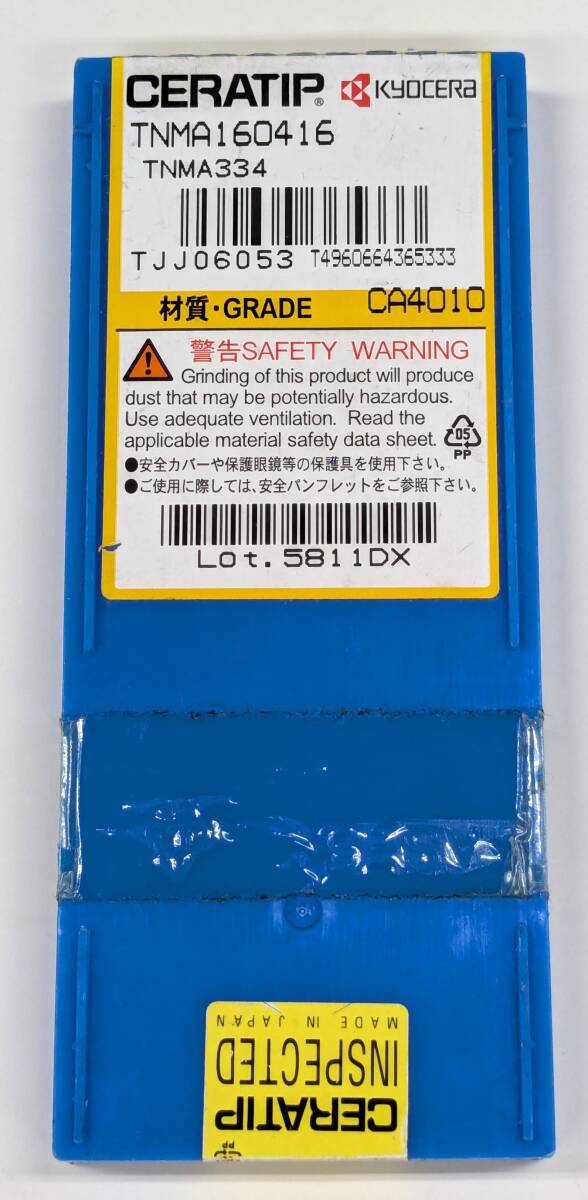 CERATIP® KYOCERA
TNMA160416
TNMA334
TJJ06053 T4960664365333
材質・GRADE CA4010
警告SAFETY WARNING
Grinding of this product will produce
dust that may be potentially hazardous.
Use adequate ventilation. Read the
applicable material safety data sheet.
05
PP
●安全カバーや保護眼鏡等の保護具を使用下さい。
●ご使用に際しては、安全パンフレットをご参照下さい。
Lot.5811DX
CERATIP
INSPECTED
MADE IN JAPAN
PP